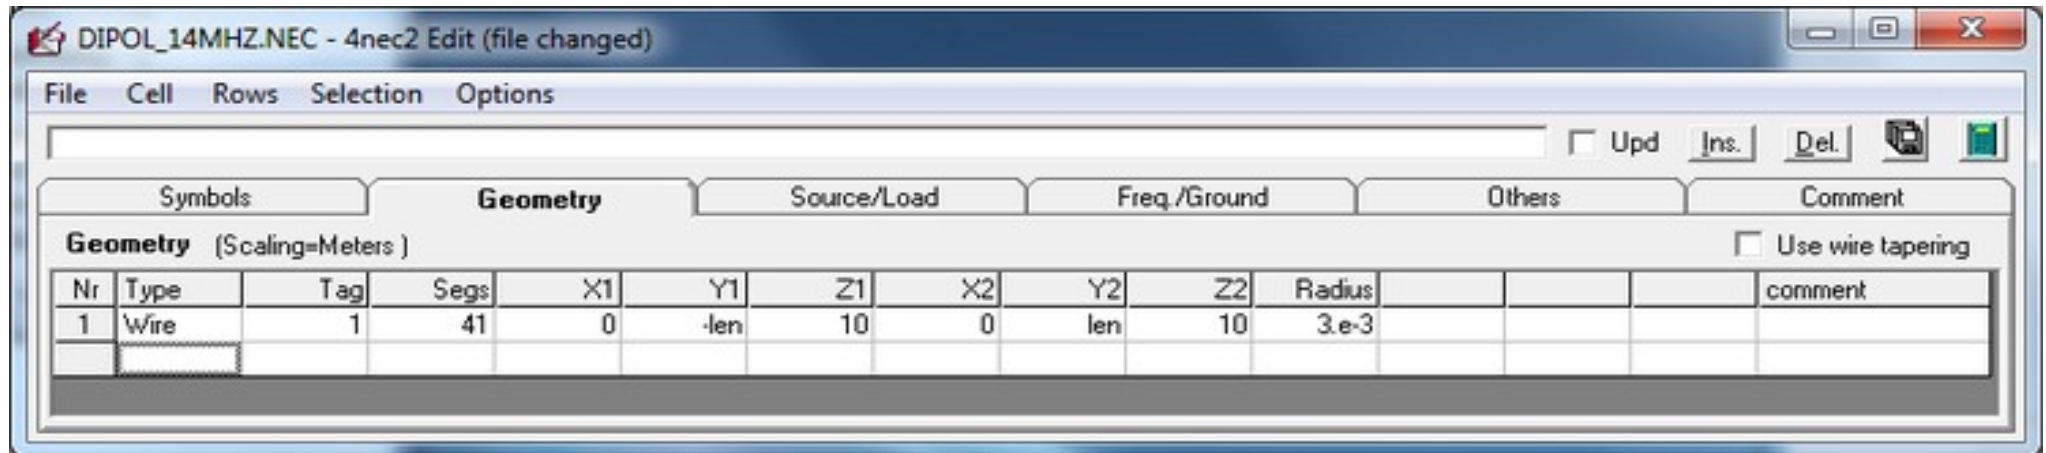 DIPOL_14MHZ.NEC - 4nec2 Edit (file changed)
File Cell Rows Selection Options
Upd Ins. Del.
Symbols Geometry Source/Load Freq./Ground Others Comment
Geometry (Scaling=Meters ) Use wire tapering
Nr Type Tag Segs X1 Y1 Z1 X2 Y2 Z2 Radius comment
1 Wire 1 41 0 -len 10 0 len 10 3.e-3